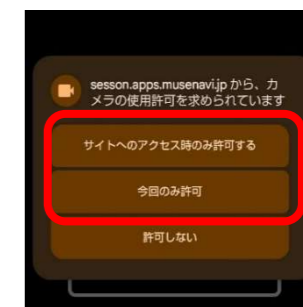 sesson.apps.musenavi.jp から、カ
メラの使用許可を求められています
サイトへのアクセス時のみ許可する
今回のみ許可
許可しない